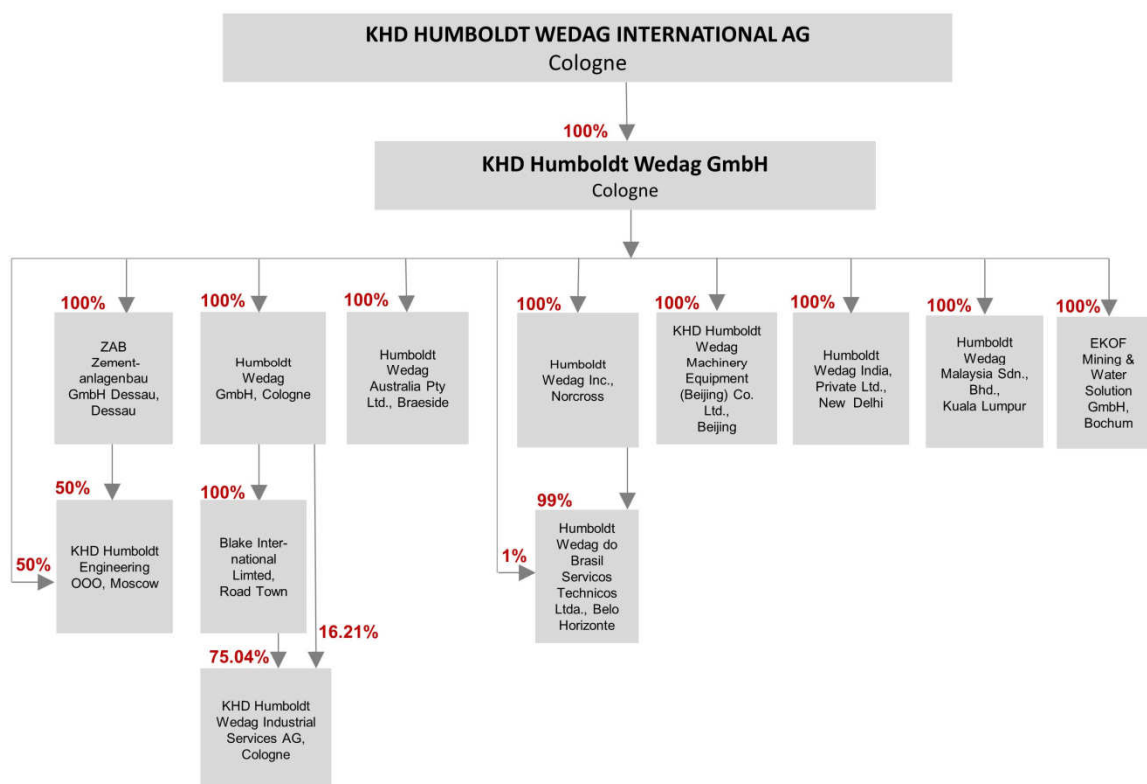 KHD HUMBOLDT WEDAG INTERNATIONAL AG
Cologne
100%
KHD Humboldt Wedag GmbH
Cologne
100%
ZAB
Zement-
anlagenbau
GmbH Dessau,
Dessau
100%
Humboldt
Wedag
GmbH, Cologne
100%
Humboldt
Wedag
Australia Pty
Ltd., Braeside
100%
Humboldt
Wedag Inc.,
Norcross
100%
KHD Humboldt
Wedag
Machinery
Equipment
(Beijing) Co.
Ltd.,
Beijing
100%
Humboldt
Wedag India,
Private Ltd.,
New Delhi
100%
Humboldt
Wedag
Malaysia Sdn.,
Bhd.,
Kuala Lumpur
100%
EKOF
Mining &
Water
Solution
GmbH,
Bochum
50%
50%
KHD Humboldt
Engineering
OOO, Moscow
100%
Blake Inter-
national
Limted,
Road Town
1%
99%
Humboldt
Wedag do
Brasil
Servicos
Technicos
Ltda., Belo
Horizonte
75.04%
16.21%
KHD Humboldt
Wedag Industrial
Services AG,
Cologne